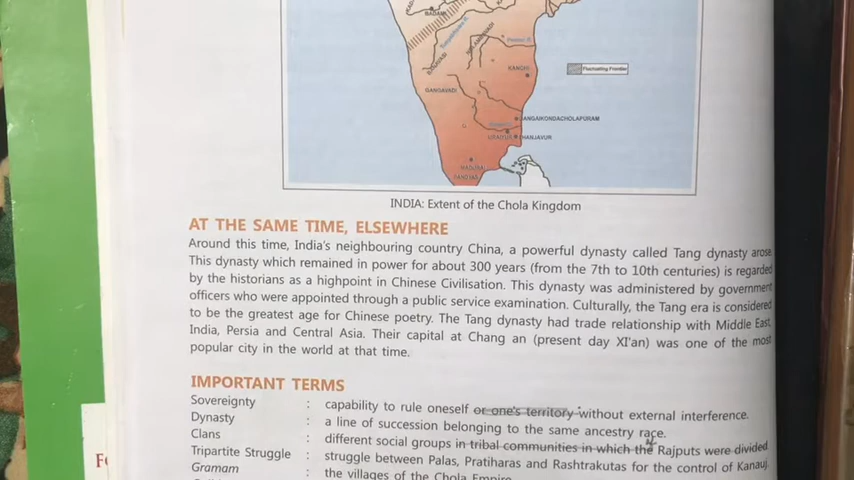 BADAMI
Tungabhadra R.
Pennar R.
KANCHI
Fluctuating Frontier
GANGAVADI
GANGAIKONDACHOLAPURAM
URAIYUR THANJAVUR
MADURAI
PANDYAS
INDIA: Extent of the Chola Kingdom
AT THE SAME TIME, ELSEWHERE
Around this time, India's neighbouring country China, a powerful dynasty called Tang dynasty arose
This dynasty which remained in power for about 300 years (from the 7th to 10th centuries) is regarded
by the historians as a highpoint in Chinese Civilisation. This dynasty was administered by government
officers who were appointed through a public service examination. Culturally, the Tang era is considered
to be the greatest age for Chinese poetry. The Tang dynasty had trade relationship with Middle East,
India, Persia and Central Asia. Their capital at Chang an (present day XI'an) was one of the most
popular city in the world at that time.
IMPORTANT TERMS
Sovereignty : capability to rule oneself or one's territory without external interference.
Dynasty : a line of succession belonging to the same ancestry race.
Clans : different social groups in tribal communities in which the of Rajputs were divided
Tripartite Struggle : struggle between Palas, Pratiharas and Rashtrakutas for the control of Kanauj.
Gramam : the villages of the Chola Empire